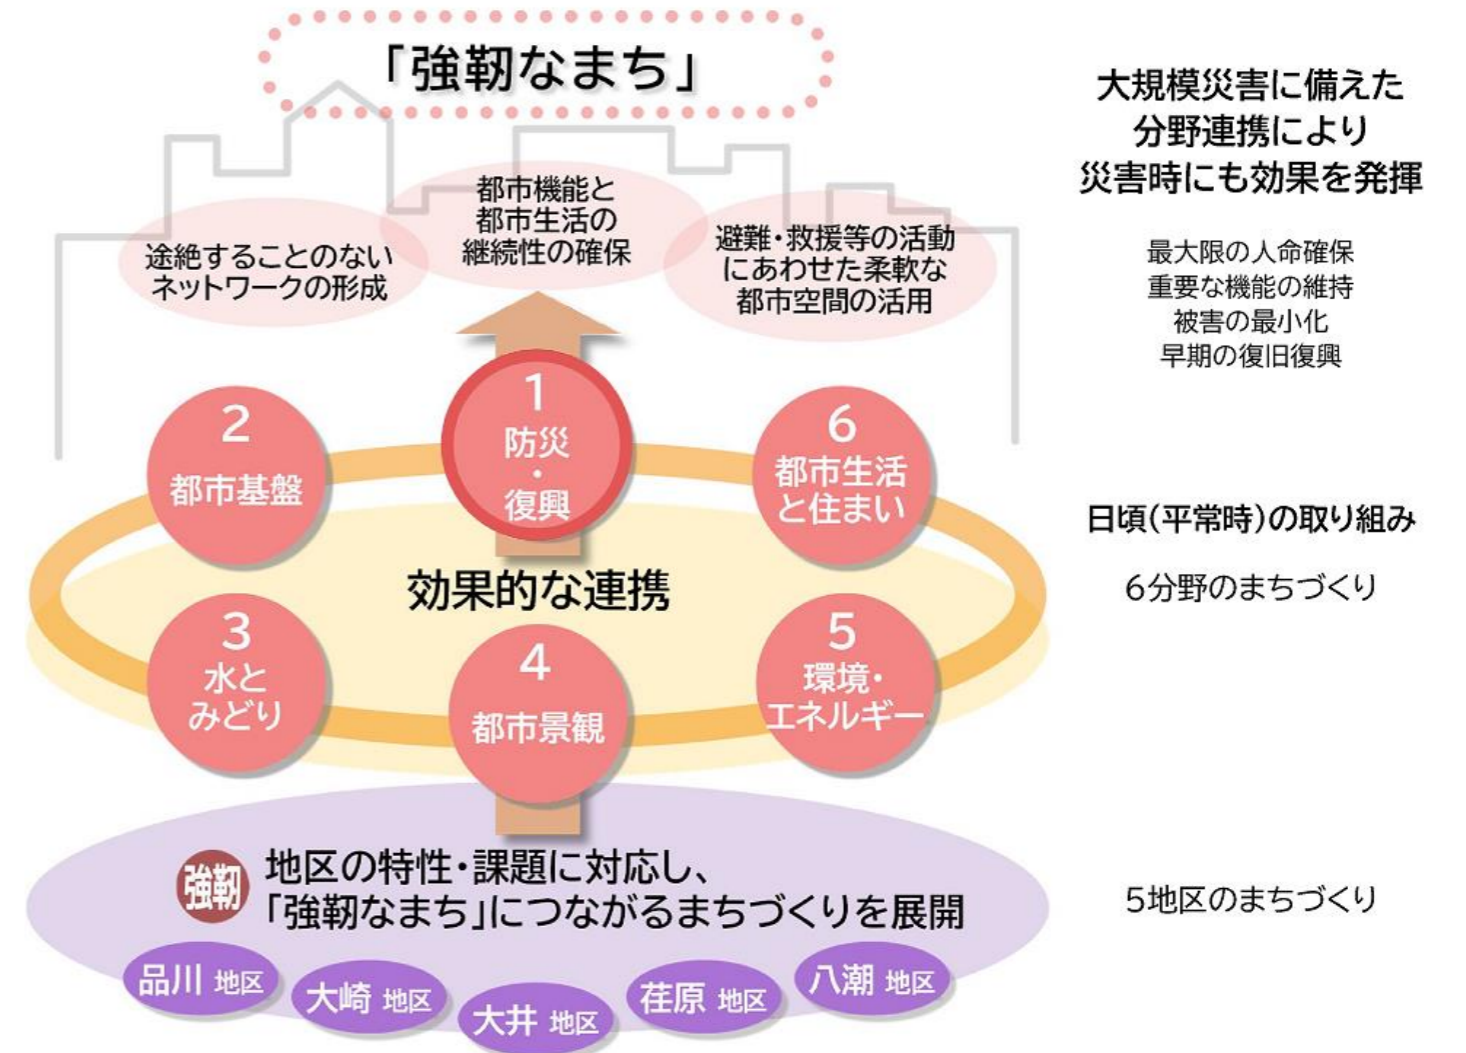 「強靭なまち」
大規模災害に備えた
分野連携により
災害時にも効果を発揮
最大限の人命確保
重要な機能の維持
被害の最小化
早期の復旧復興
途絶することのない
ネットワークの形成
都市機能と
都市生活の
継続性の確保
避難・救援等の活動
にあわせた柔軟な
都市空間の活用
1
防災
・
復興
2
都市基盤
6
都市生活
と住まい
日頃(平常時)の取り組み
6分野のまちづくり
効果的な連携
3
水と
みどり
4
都市景観
5
環境・
エネルギー
強靭
地区の特性・課題に対応し、
「強靭なまち」につながるまちづくりを展開
5地区のまちづくり
品川 地区
大崎 地区
大井 地区
荏原 地区
八潮 地区